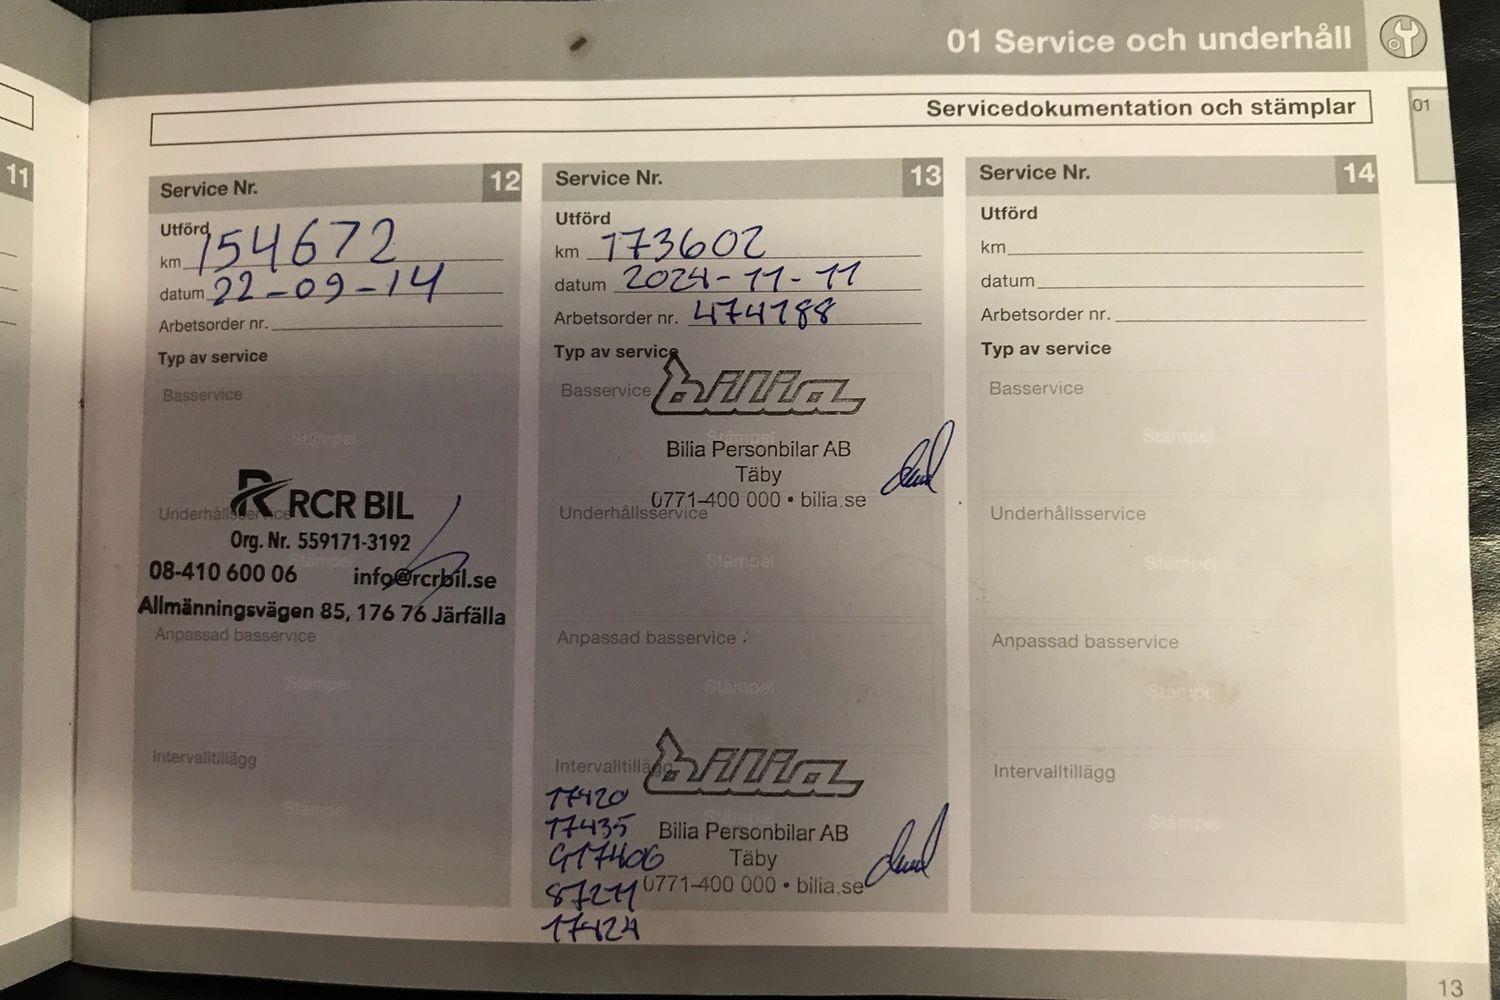 01 Service och underhåll
Servicedokumentation och stämplar
01
11
Service Nr. 12
Utförd
km 154672
datum 22-09-14
Arbetsorder nr.
Typ av service
Basservice
Stämpel
Underhållsservice
RCR BIL
Org. Nr. 559171-3192
08-410 600 06 info@rcrbil.se
Allmänningsvägen 85, 176 76 Järfälla
Anpassad basservice
Stämpel
Intervalltillägg
Stämpel
Service Nr. 13
Utförd
km 173602
datum 2024-11-11
Arbetsorder nr. 474188
Typ av service
Basservice
bilia
Stämpel
Bilia Personbilar AB
Täby
0771-400 000 • bilia.se
Underhållsservice
Stämpel
Anpassad basservice
Stämpel
Intervalltillägg
bilia
17420
Stämpel
17435 Bilia Personbilar AB
G17406 Täby
87271 0771-400 000 • bilia.se
17424
Service Nr. 14
Utförd
km
datum
Arbetsorder nr.
Typ av service
Basservice
Stämpel
Underhållsservice
Stämpel
Anpassad basservice
Stämpel
Intervalltillägg
Stämpel
13